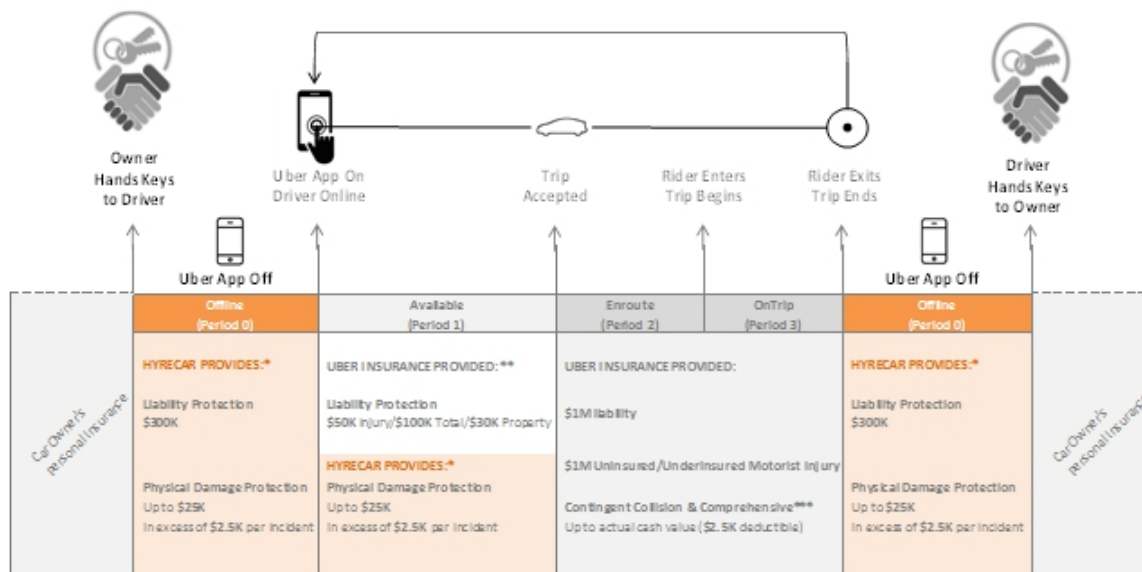 Owner
Hands Keys
to Driver
Uber App On
Driver Online
Trip
Accepted
Rider Enters
Trip Begins
Rider Exits
Trip Ends
Driver
Hands Keys
to Owner
Uber App Off
Uber App Off
Offline
(Period 0)
Available
(Period 1)
Enroute
(Period 2)
OnTrip
(Period 3)
Offline
(Period 0)
Car Owner's
personal insurance
HYRECAR PROVIDES:*
Liability Protection
$300K
Physical Damage Protection
Up to $25K
In excess of $2.5K per incident
UBER INSURANCE PROVIDED:**
Liability Protection
$50K Injury/$100K Total/$30K Property
HYRECAR PROVIDES:*
Physical Damage Protection
Up to $25K
In excess of $2.5K per incident
UBER INSURANCE PROVIDED:
$1M liability
$1M Uninsured/Underinsured Motorist Injury
Contingent Collision & Comprehensive***
Up to actual cash value ($2.5K deductible)
HYRECAR PROVIDES:*
Liability Protection
$300K
Physical Damage Protection
Up to $25K
In excess of $2.5K per incident
Car Owner's
personal insurance